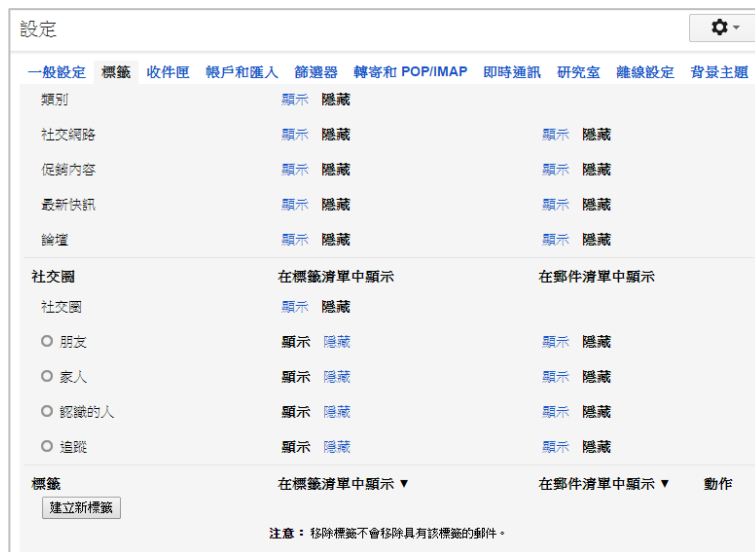 設定
一般設定 標籤 收件匣 帳戶和匯入 篩選器 轉寄和 POP/IMAP 即時通訊 研究室 離線設定 背景主題
類別 顯示 隱藏
社交網路 顯示 隱藏 顯示 隱藏
促銷內容 顯示 隱藏 顯示 隱藏
最新快訊 顯示 隱藏 顯示 隱藏
論壇 顯示 隱藏 顯示 隱藏
社交圈 在標籤清單中顯示 在郵件清單中顯示
社交圈 顯示 隱藏
朋友 顯示 隱藏 顯示 隱藏
家人 顯示 隱藏 顯示 隱藏
認識的人 顯示 隱藏 顯示 隱藏
追蹤 顯示 隱藏 顯示 隱藏
標籤 在標籤清單中顯示 ▼ 在郵件清單中顯示 ▼ 動作
建立新標籤
注意： 移除標籤不會移除具有該標籤的郵件。